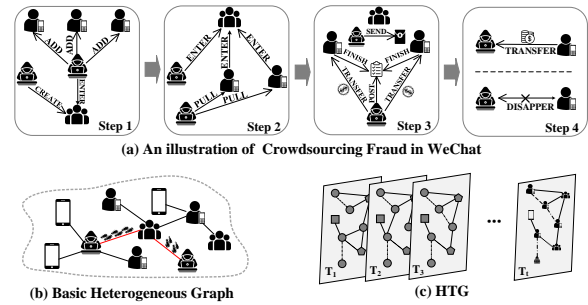 ADD
ADD
ADD
ENTER
CREATE
Step 1
ENTER
ENTER
ENTER
PULL
PULL
Step 2
SEND
FINISH
FINISH
TRANSFER
POST
TRANSFER
Step 3
TRANSFER
DISAPPER
Step 4
(a) An illustration of Crowdsourcing Fraud in WeChat
(b) Basic Heterogeneous Graph
T1
T2
T3
...
Tt
(c) HTG